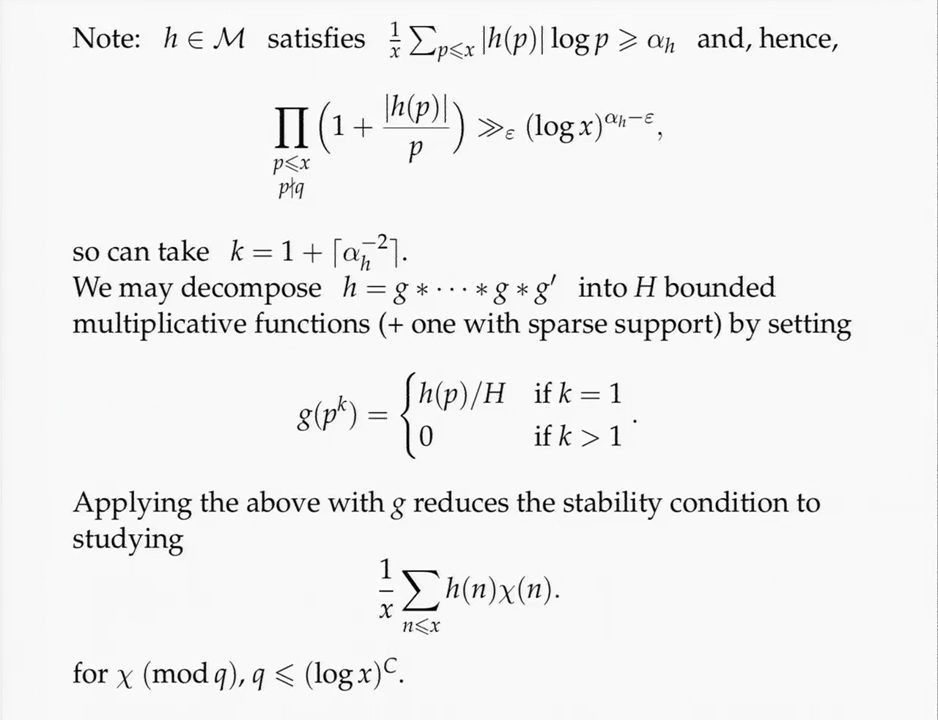 Note: h ∈ ℳ satisfies 1/x ∑_{p⩽x} |h(p)| log p ⩾ α_h and, hence,
∏_{p⩽x, p∤q} (1 + |h(p)|/p) ≫_ε (log x)^{α_h−ε},
so can take k = 1 + ⌈α_h^{−2}⌉.
We may decompose h = g ∗ ··· ∗ g ∗ g′ into H bounded
multiplicative functions (+ one with sparse support) by setting
g(p^k) = { h(p)/H if k = 1
0 if k > 1 .
Applying the above with g reduces the stability condition to
studying
1/x ∑_{n⩽x} h(n)χ(n).
for χ (mod q), q ⩽ (log x)^C.